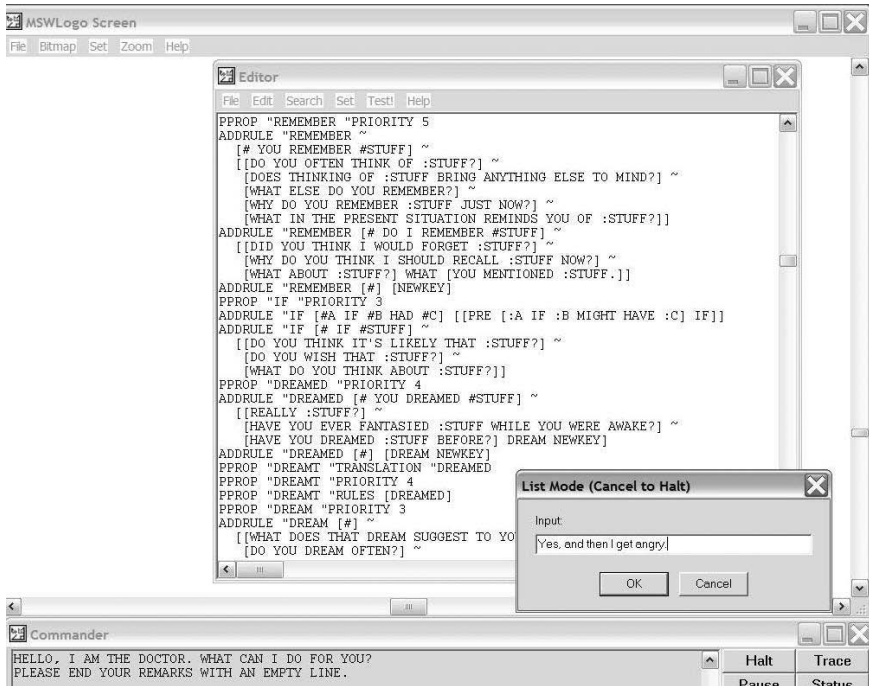 MSWLogo Screen
File Bitmap Set Zoom Help
Editor
File Edit Search Set Test! Help
PPROP "REMEMBER "PRIORITY 5
ADDRULE "REMEMBER ~
[# YOU REMEMBER #STUFF] ~
[[DO YOU OFTEN THINK OF :STUFF?] ~
[DOES THINKING OF :STUFF BRING ANYTHING ELSE TO MIND?] ~
[WHAT ELSE DO YOU REMEMBER?] ~
[WHY DO YOU REMEMBER :STUFF JUST NOW?] ~
[WHAT IN THE PRESENT SITUATION REMINDS YOU OF :STUFF?]]
ADDRULE "REMEMBER [# DO I REMEMBER #STUFF] ~
[[DID YOU THINK I WOULD FORGET :STUFF?] ~
[WHY DO YOU THINK I SHOULD RECALL :STUFF NOW?] ~
[WHAT ABOUT :STUFF?] WHAT [YOU MENTIONED :STUFF.]]
ADDRULE "REMEMBER [#] [NEWKEY]
PPROP "IF "PRIORITY 3
ADDRULE "IF [#A IF #B HAD #C] [[PRE [:A IF :B MIGHT HAVE :C] IF]]
ADDRULE "IF [# IF #STUFF] ~
[[DO YOU THINK IT'S LIKELY THAT :STUFF?] ~
[DO YOU WISH THAT :STUFF?] ~
[WHAT DO YOU THINK ABOUT :STUFF?]]
PPROP "DREAMED "PRIORITY 4
ADDRULE "DREAMED [# YOU DREAMED #STUFF] ~
[[REALLY :STUFF?] ~
[HAVE YOU EVER FANTASIED :STUFF WHILE YOU WERE AWAKE?] ~
[HAVE YOU DREAMED :STUFF BEFORE?] DREAM NEWKEY]
ADDRULE "DREAMED [#] [DREAM NEWKEY]
PPROP "DREAMT "TRANSLATION "DREAMED
PPROP "DREAMT "PRIORITY 4
PPROP "DREAMT "RULES [DREAMED]
PPROP "DREAM "PRIORITY 3
ADDRULE "DREAM [#] ~
[[WHAT DOES THAT DREAM SUGGEST TO YO
[DO YOU DREAM OFTEN?] ~
List Mode (Cancel to Halt)
Input:
Yes, and then I get angry.
OK Cancel
Commander
HELLO, I AM THE DOCTOR. WHAT CAN I DO FOR YOU?
PLEASE END YOUR REMARKS WITH AN EMPTY LINE.
Halt Trace
Pause Status